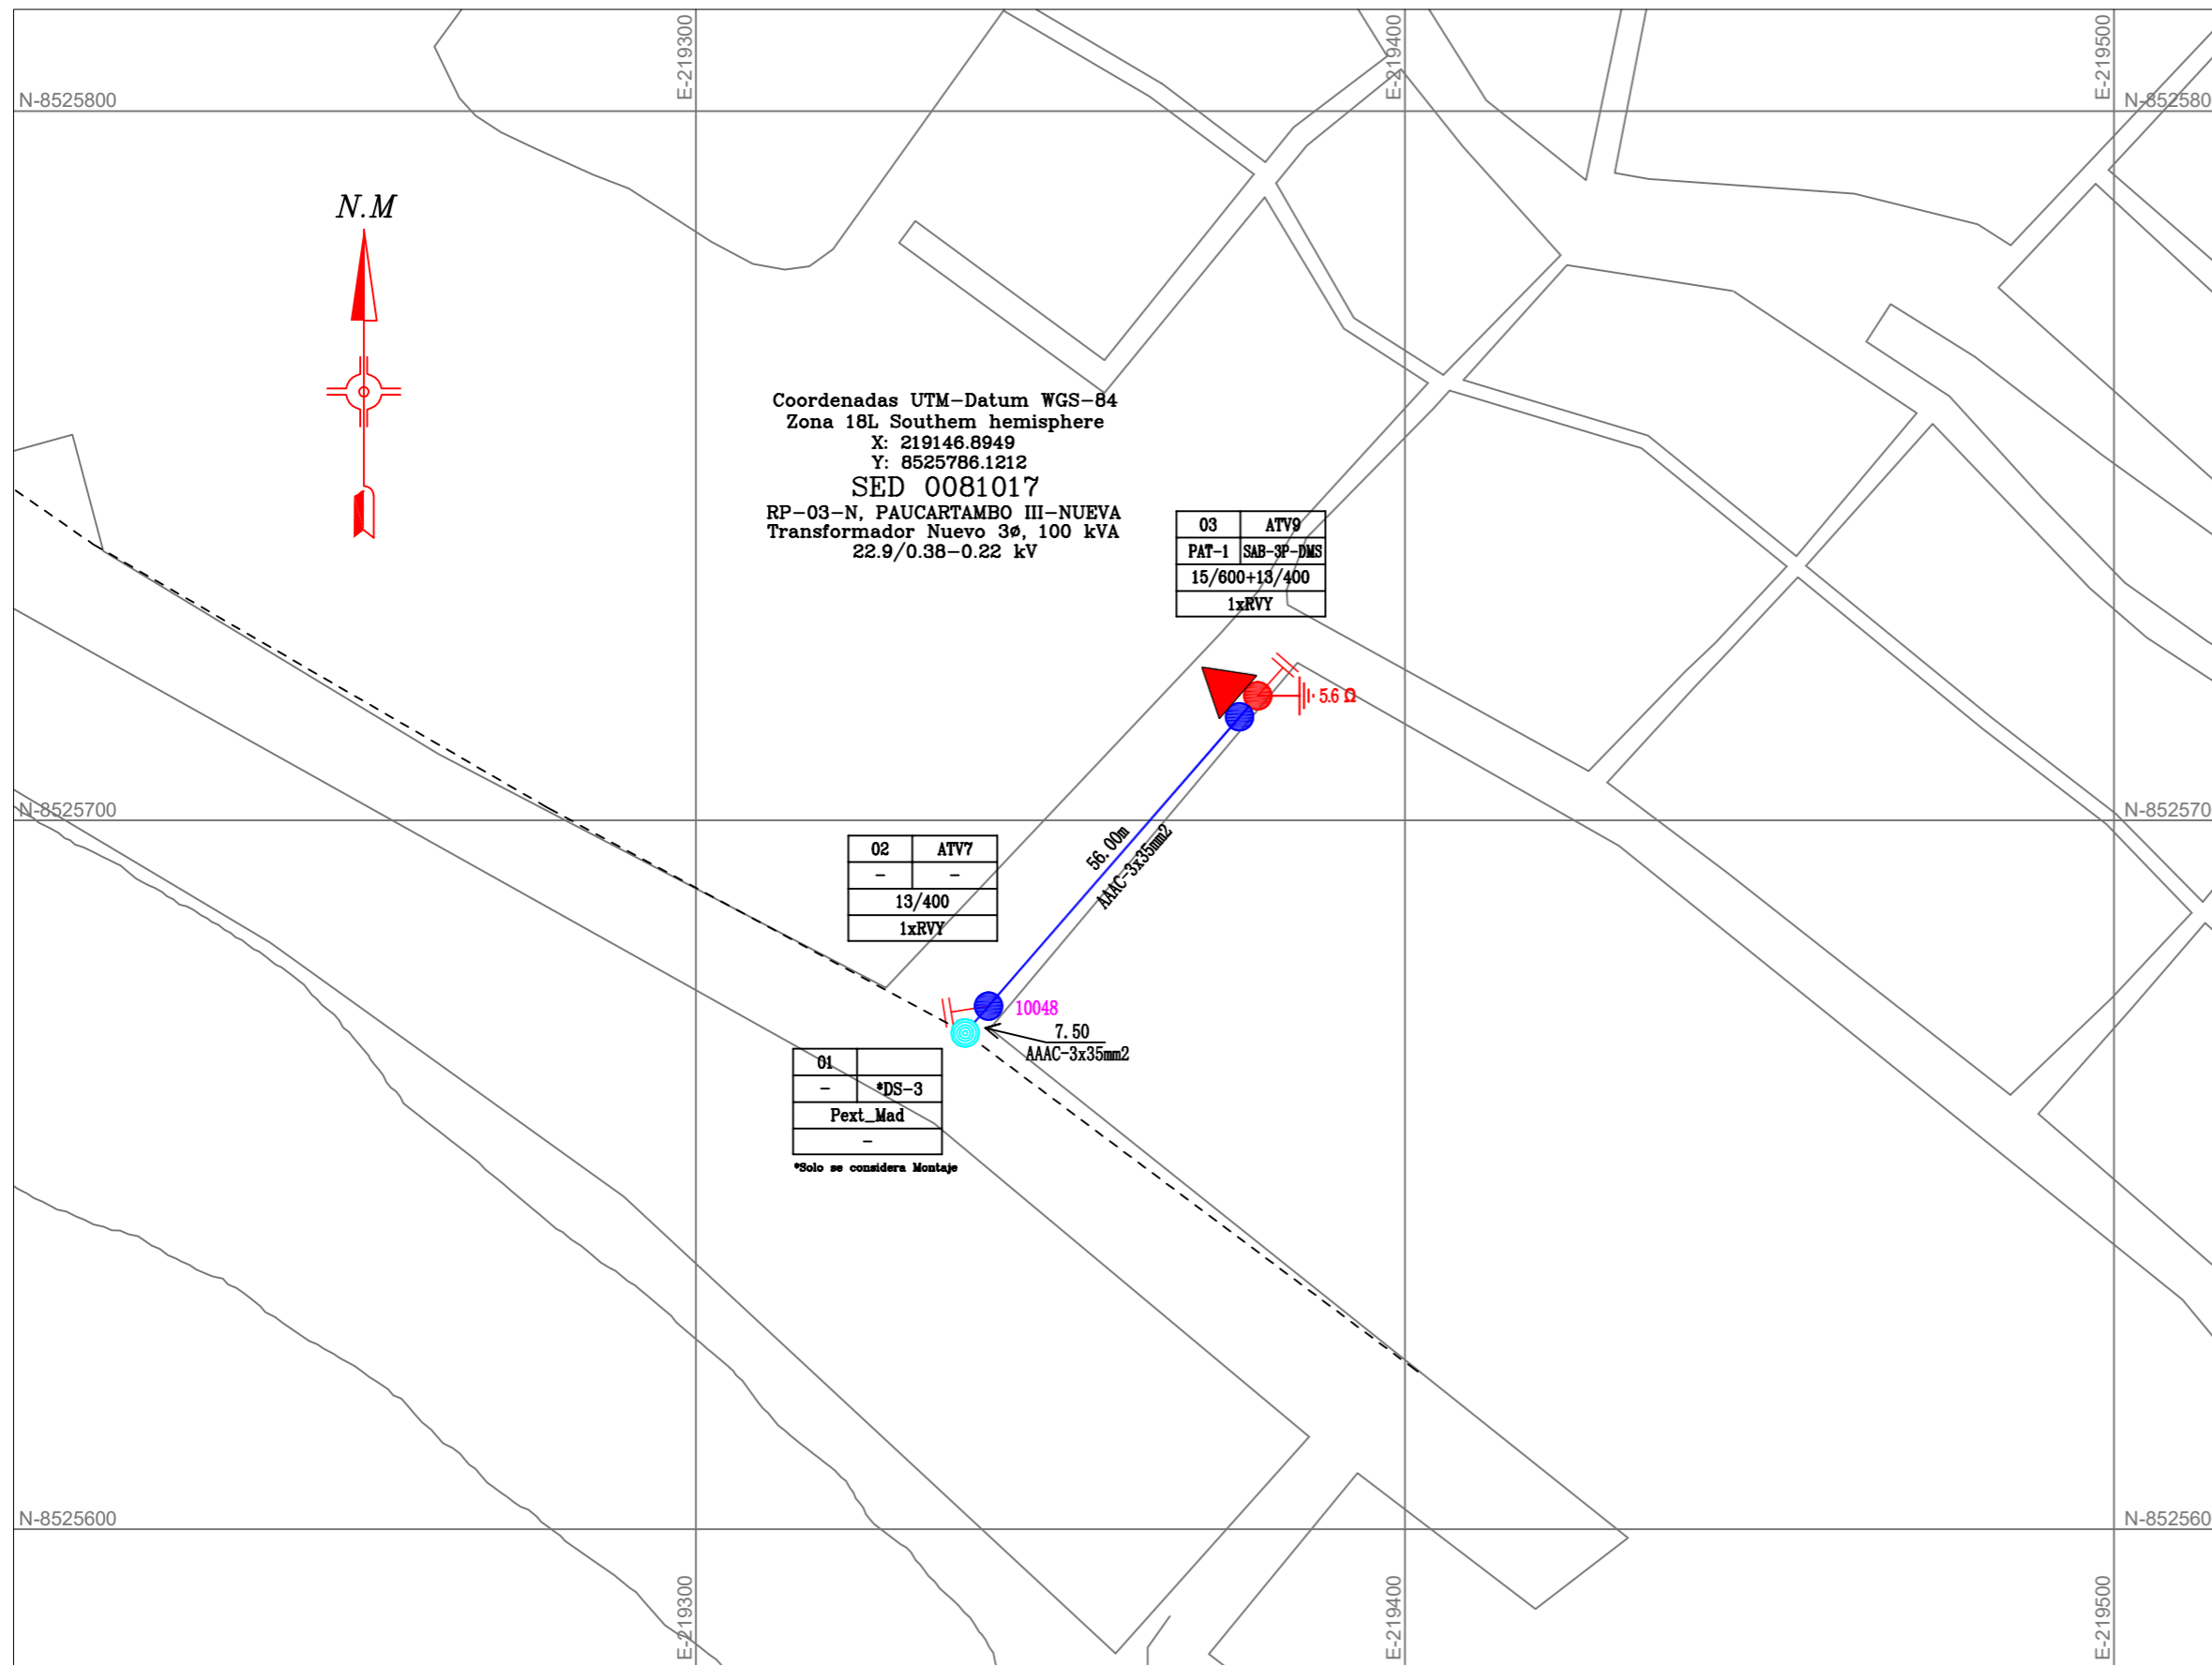 E-219300
E-219400
E-219500
N-8525800
N-852580
N.M
Coordenadas UTM-Datum WGS-84
Zona 18L Southem hemisphere
X: 219146.8949
Y: 8525786.1212
SED 0081017
RP-03-N, PAUCARTAMBO III-NUEVA
Transformador Nuevo 3ø, 100 kVA
22.9/0.38-0.22 kV
03 ATV9
PAT-1 SAB-3P-DMS
15/600+13/400
1xRVY
5.6 Ω
N-8525700
N-852570
56.00m
AAAC-3x35mm2
02 ATV7
- -
13/400
1xRVY
10048
7.50
AAAC-3x35mm2
01
- *DS-3
Pext_Mad
-
*Solo se considera Montaje
N-8525600
N-852560
E-219300
E-219400
E-219500